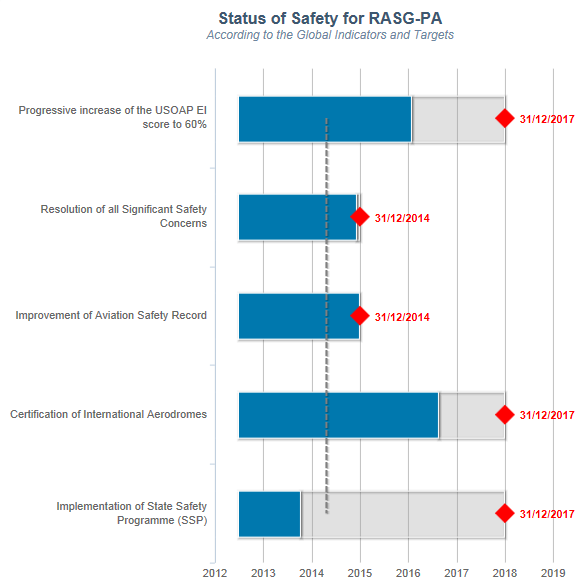 Status of Safety for RASG-PA
According to the Global Indicators and Targets
Progressive increase of the USOAP EI
score to 60%
31/12/2017
Resolution of all Significant Safety
Concerns
31/12/2014
Improvement of Aviation Safety Record
31/12/2014
Certification of International Aerodromes
31/12/2017
Implementation of State Safety
Programme (SSP)
31/12/2017
2012 2013 2014 2015 2016 2017 2018 2019